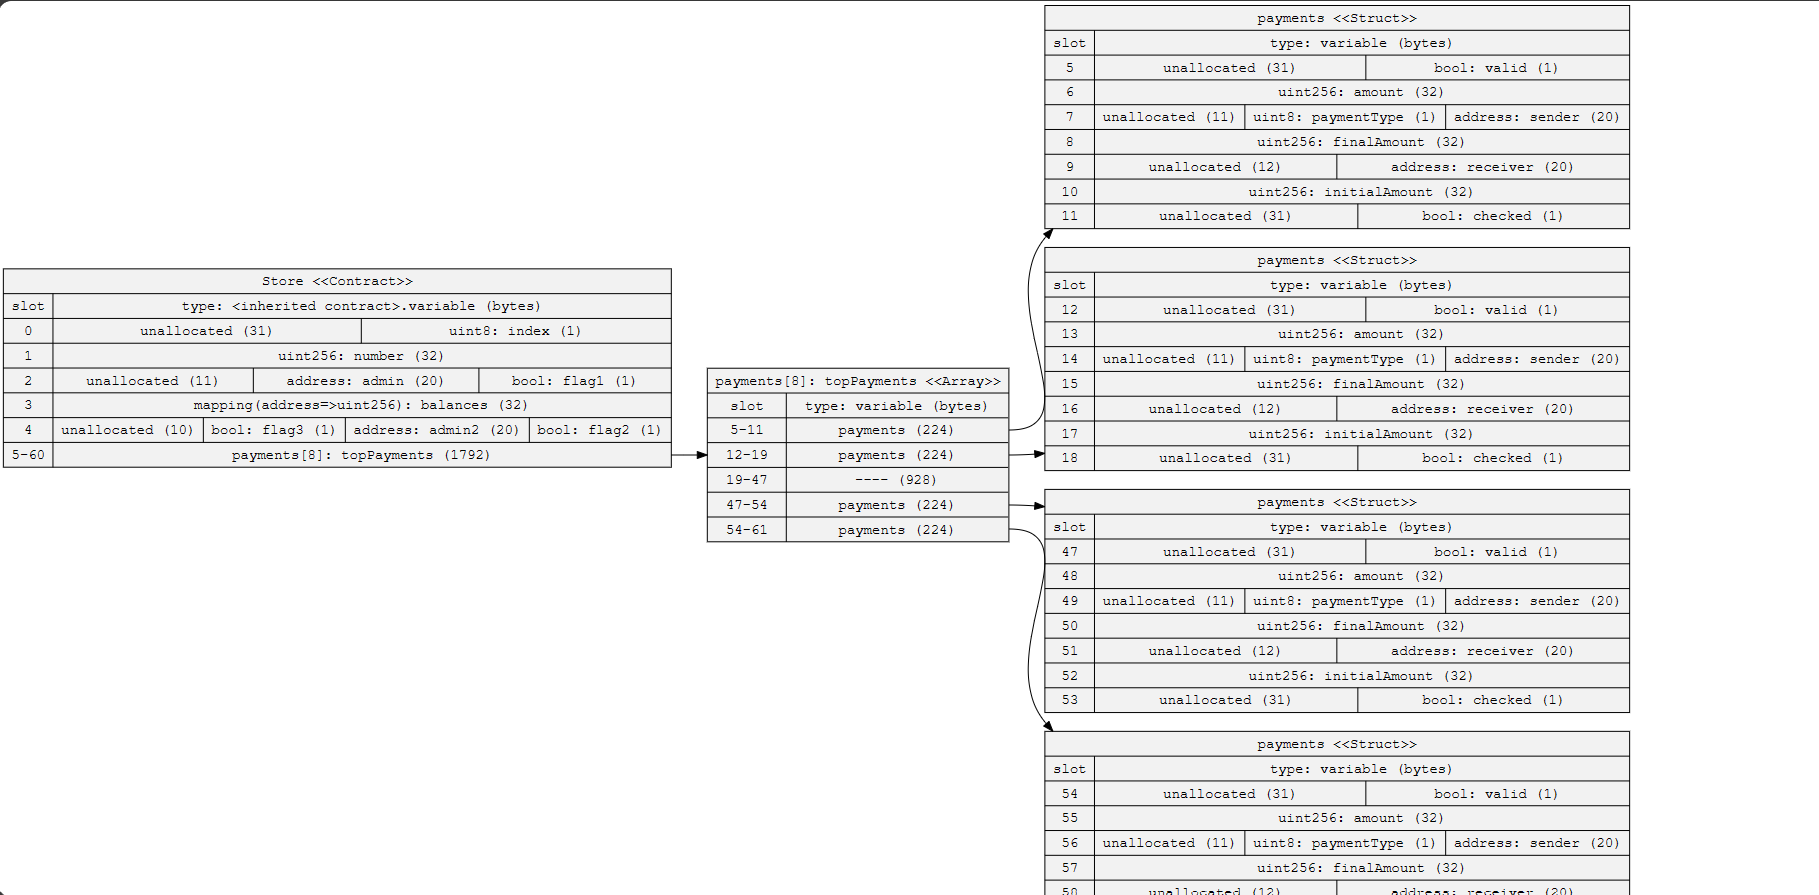 Store <<Contract>>
slot type: <inherited contract>.variable (bytes)
0 unallocated (31) uint8: index (1)
1 uint256: number (32)
2 unallocated (11) address: admin (20) bool: flag1 (1)
3 mapping(address=>uint256): balances (32)
4 unallocated (10) bool: flag3 (1) address: admin2 (20) bool: flag2 (1)
5-60 payments[8]: topPayments (1792)
payments[8]: topPayments <<Array>>
slot type: variable (bytes)
5-11 payments (224)
12-19 payments (224)
19-47 ---- (928)
47-54 payments (224)
54-61 payments (224)
payments <<Struct>>
slot type: variable (bytes)
5 unallocated (31) bool: valid (1)
6 uint256: amount (32)
7 unallocated (11) uint8: paymentType (1) address: sender (20)
8 uint256: finalAmount (32)
9 unallocated (12) address: receiver (20)
10 uint256: initialAmount (32)
11 unallocated (31) bool: checked (1)
payments <<Struct>>
slot type: variable (bytes)
12 unallocated (31) bool: valid (1)
13 uint256: amount (32)
14 unallocated (11) uint8: paymentType (1) address: sender (20)
15 uint256: finalAmount (32)
16 unallocated (12) address: receiver (20)
17 uint256: initialAmount (32)
18 unallocated (31) bool: checked (1)
payments <<Struct>>
slot type: variable (bytes)
47 unallocated (31) bool: valid (1)
48 uint256: amount (32)
49 unallocated (11) uint8: paymentType (1) address: sender (20)
50 uint256: finalAmount (32)
51 unallocated (12) address: receiver (20)
52 uint256: initialAmount (32)
53 unallocated (31) bool: checked (1)
payments <<Struct>>
slot type: variable (bytes)
54 unallocated (31) bool: valid (1)
55 uint256: amount (32)
56 unallocated (11) uint8: paymentType (1) address: sender (20)
57 uint256: finalAmount (32)
unallocated (12) address: receiver (20)